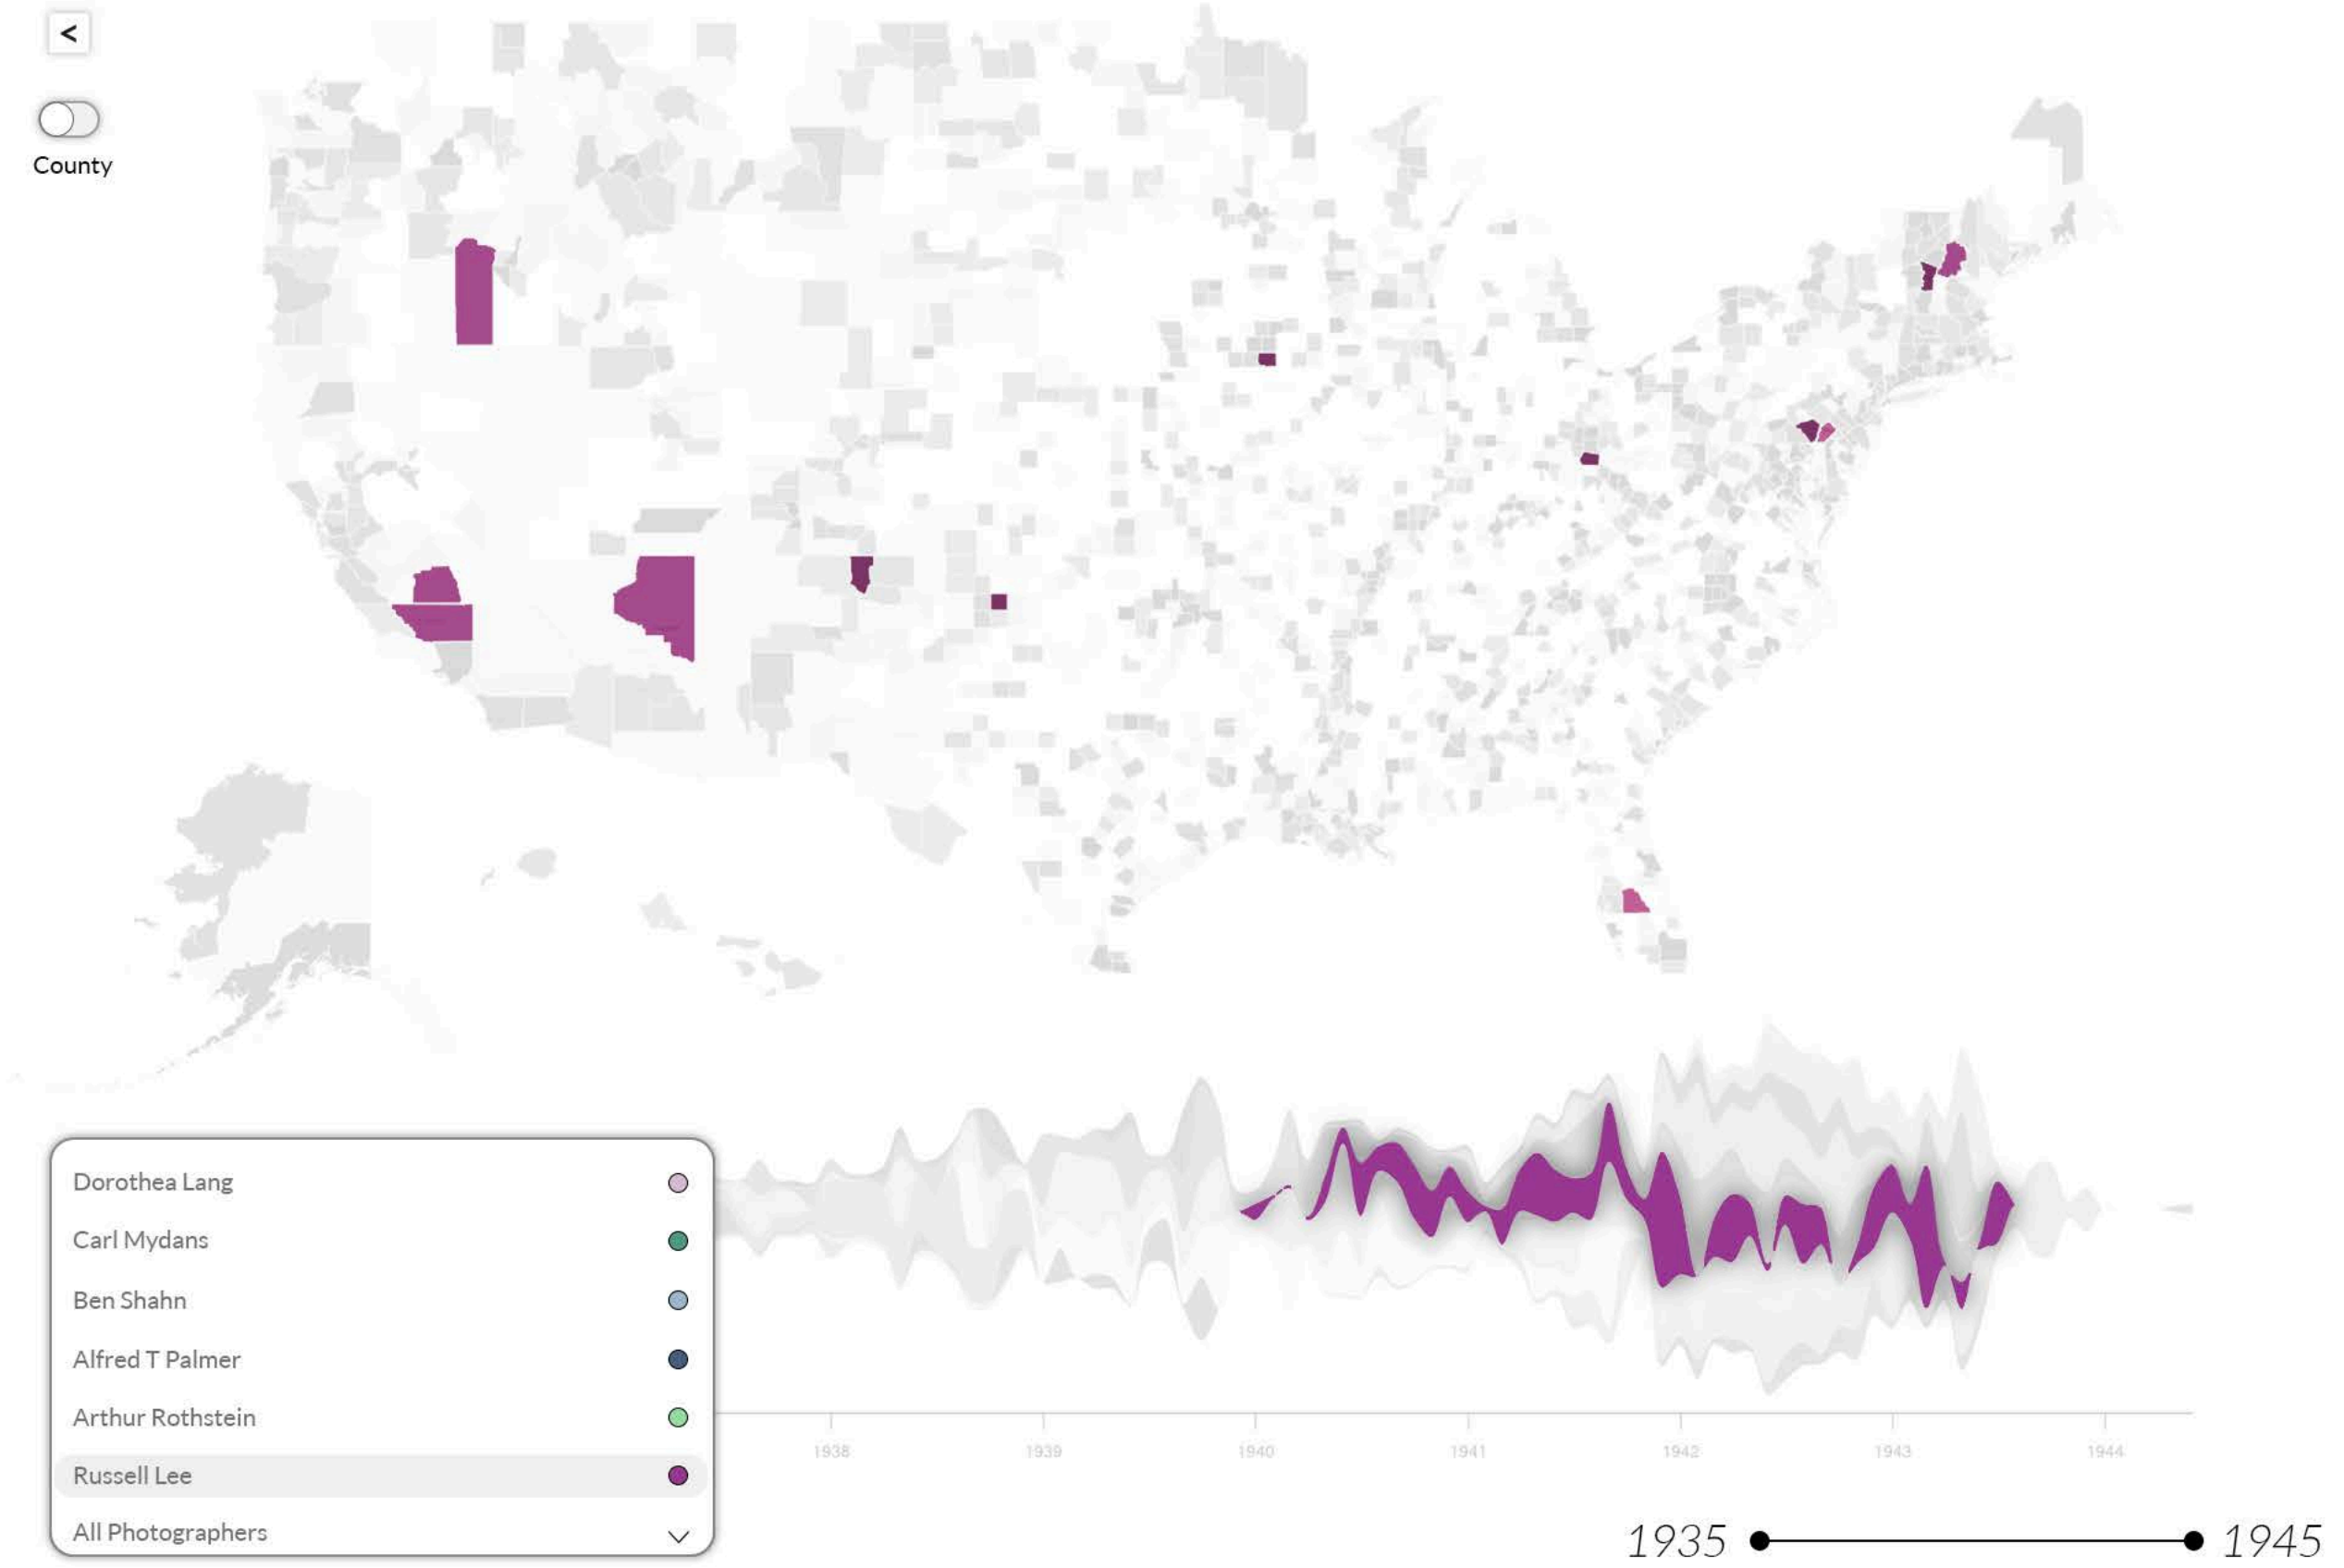 <
County
Dorothea Lang
Carl Mydans
Ben Shahn
Alfred T Palmer
Arthur Rothstein
Russell Lee
All Photographers
1938 1939 1940 1941 1942 1943 1944
1935 1945